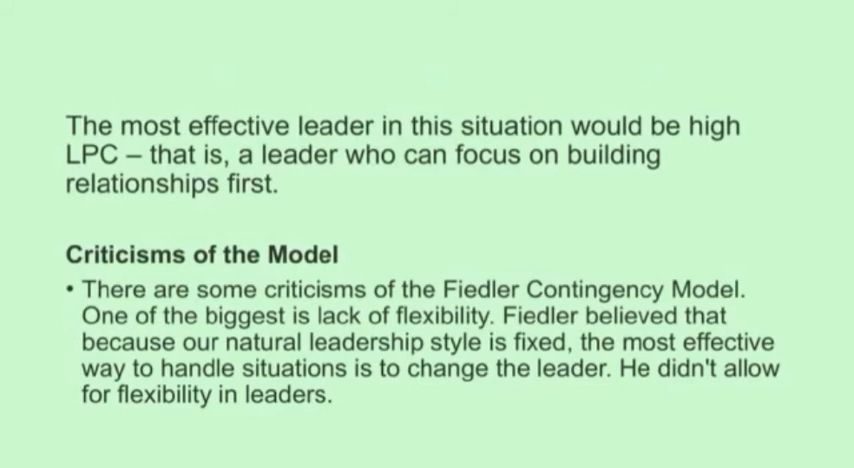 The most effective leader in this situation would be high
LPC – that is, a leader who can focus on building
relationships first.
Criticisms of the Model
• There are some criticisms of the Fiedler Contingency Model.
One of the biggest is lack of flexibility. Fiedler believed that
because our natural leadership style is fixed, the most effective
way to handle situations is to change the leader. He didn't allow
for flexibility in leaders.